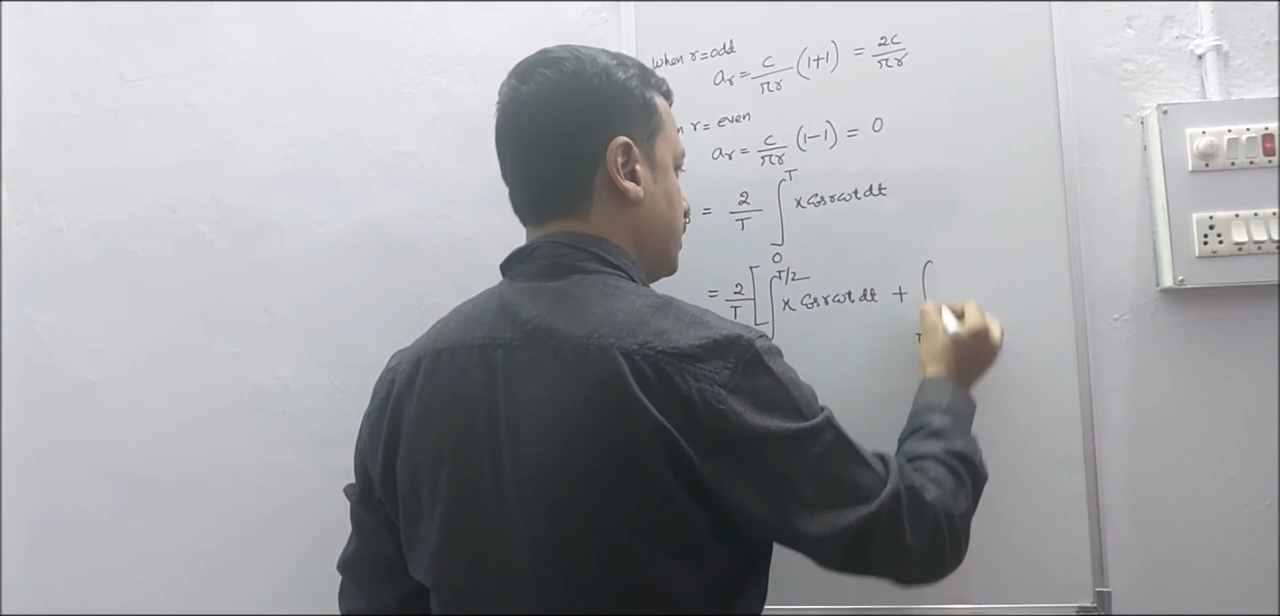 when r=odd
aᵣ = c/πr (1+1) = 2c/πr
r= even
aᵣ = c/πr (1-1) = 0
= 2/T ∫₀ᵀ x Cos rωt dt
= 2/T [ ∫^T/2 x Cos rωt dt + ∫